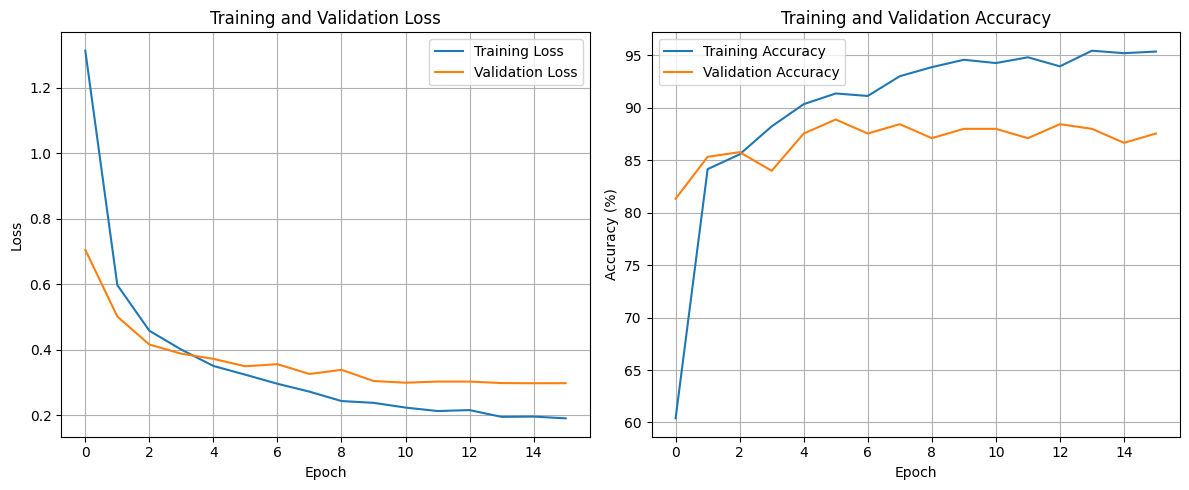 Training and Validation Loss
Training Loss
Validation Loss
1.2
1.0
0.8
0.6
0.4
0.2
Loss
0 2 4 6 8 10 12 14
Epoch
Training and Validation Accuracy
Training Accuracy
Validation Accuracy
95
90
85
80
75
70
65
60
Accuracy (%)
0 2 4 6 8 10 12 14
Epoch